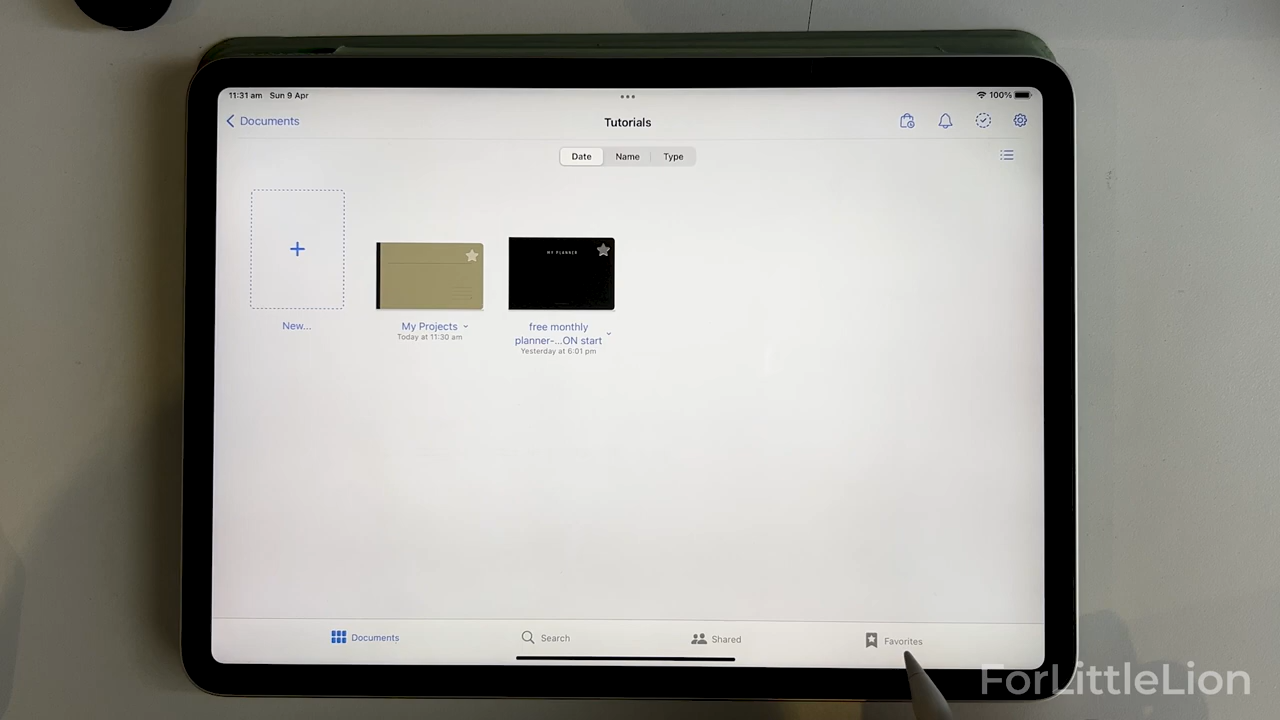 11:31 am Sun 9 Apr
100%
Documents
Tutorials
Date Name Type
MY PLANNER
New...
My Projects
Today at 11:30 am
free monthly
planner-...ON start
Yesterday at 6:01 pm
Documents
Search
Shared
Favorites
ForLittleLion